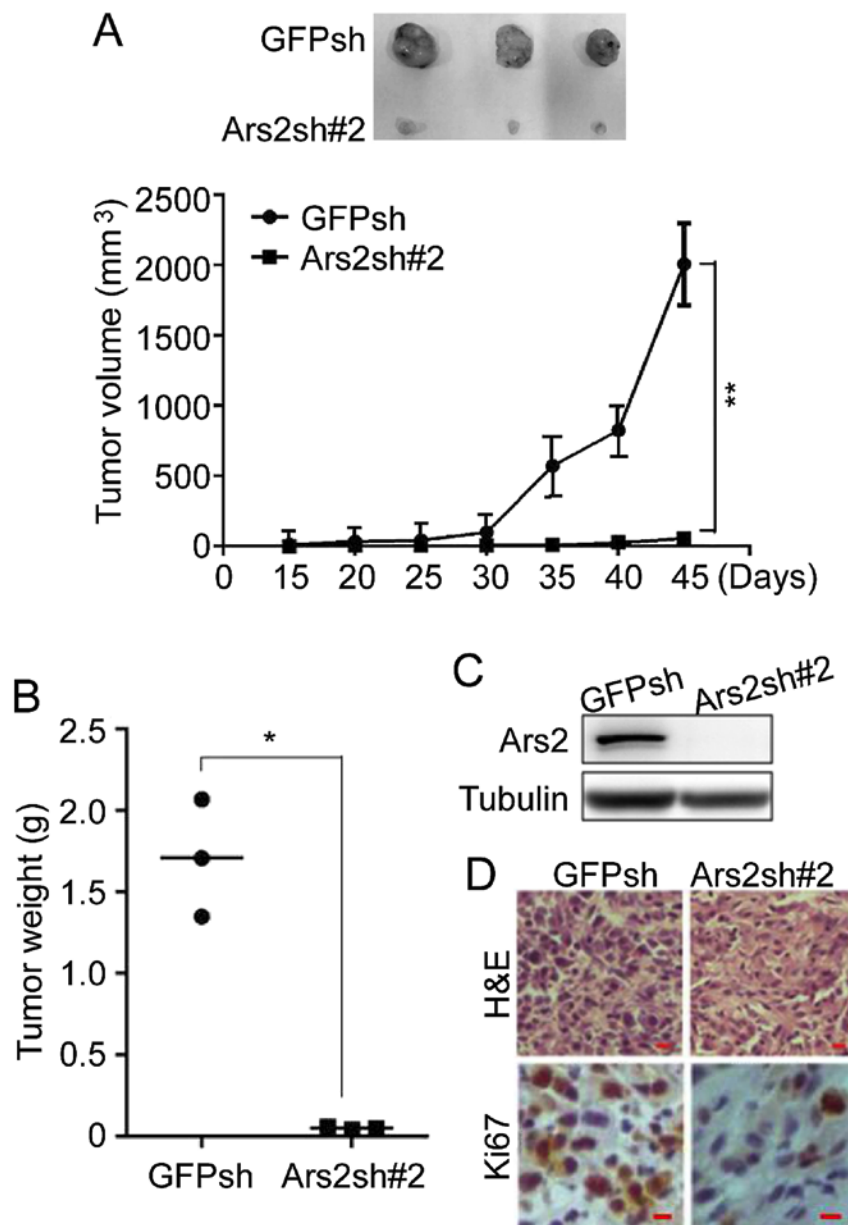 A
GFPsh
Ars2sh#2
Tumor volume (mm³)
2500
2000
1500
1000
500
0
GFPsh
Ars2sh#2
**
0 15 20 25 30 35 40 45 (Days)
B
Tumor weight (g)
2.5
2.0
1.5
1.0
0.5
0
*
GFPsh Ars2sh#2
C
GFPsh Ars2sh#2
Ars2
Tubulin
D
GFPsh Ars2sh#2
H&E
Ki67